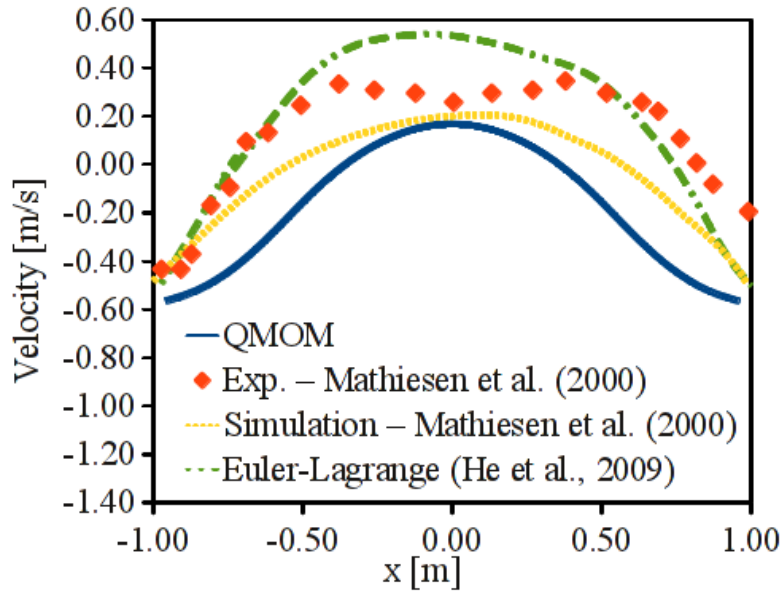 0.60
0.40
0.20
0.00
-0.20
-0.40
-0.60
-0.80
-1.00
-1.20
-1.40
Velocity [m/s]
QMOM
Exp. – Mathiesen et al. (2000)
Simulation – Mathiesen et al. (2000)
Euler-Lagrange (He et al., 2009)
-1.00 -0.50 0.00 0.50 1.00
x [m]